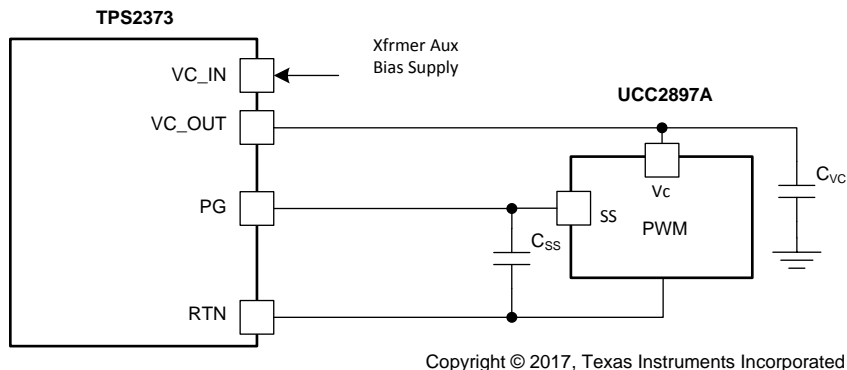 TPS2373
Xfrmer Aux
Bias Supply
VC_IN
UCC2897A
VC_OUT
Vc
CVC
PG
SS
PWM
CSS
RTN
Copyright © 2017, Texas Instruments Incorporated